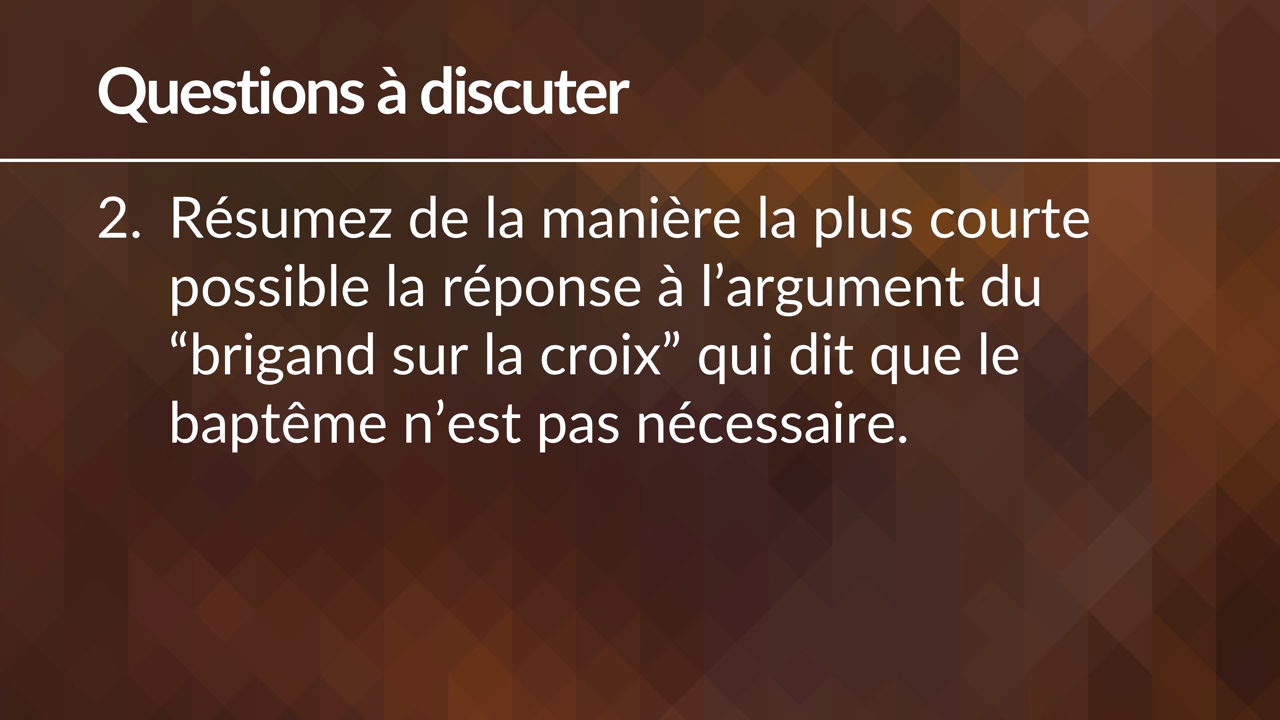 Questions à discuter
2. Résumez de la manière la plus courte
possible la réponse à l’argument du
“brigand sur la croix” qui dit que le
baptême n’est pas nécessaire.